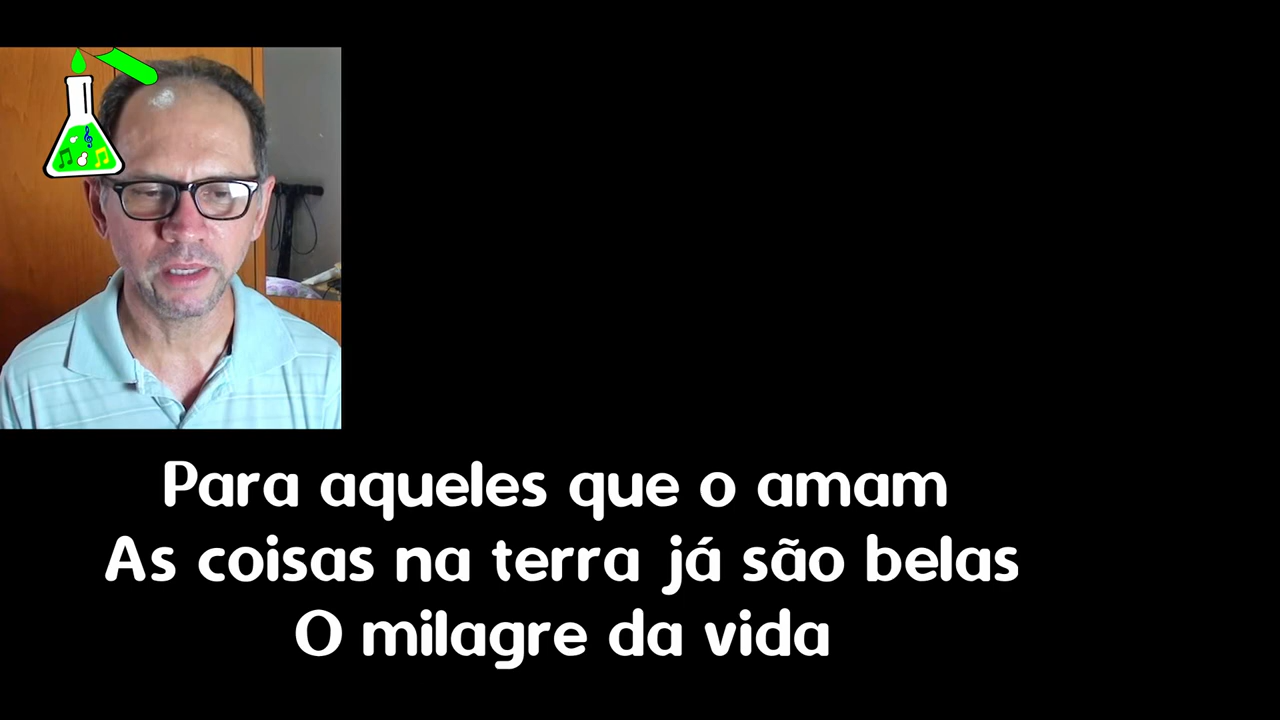 Para aqueles que o amam
As coisas na terra já são belas
O milagre da vida